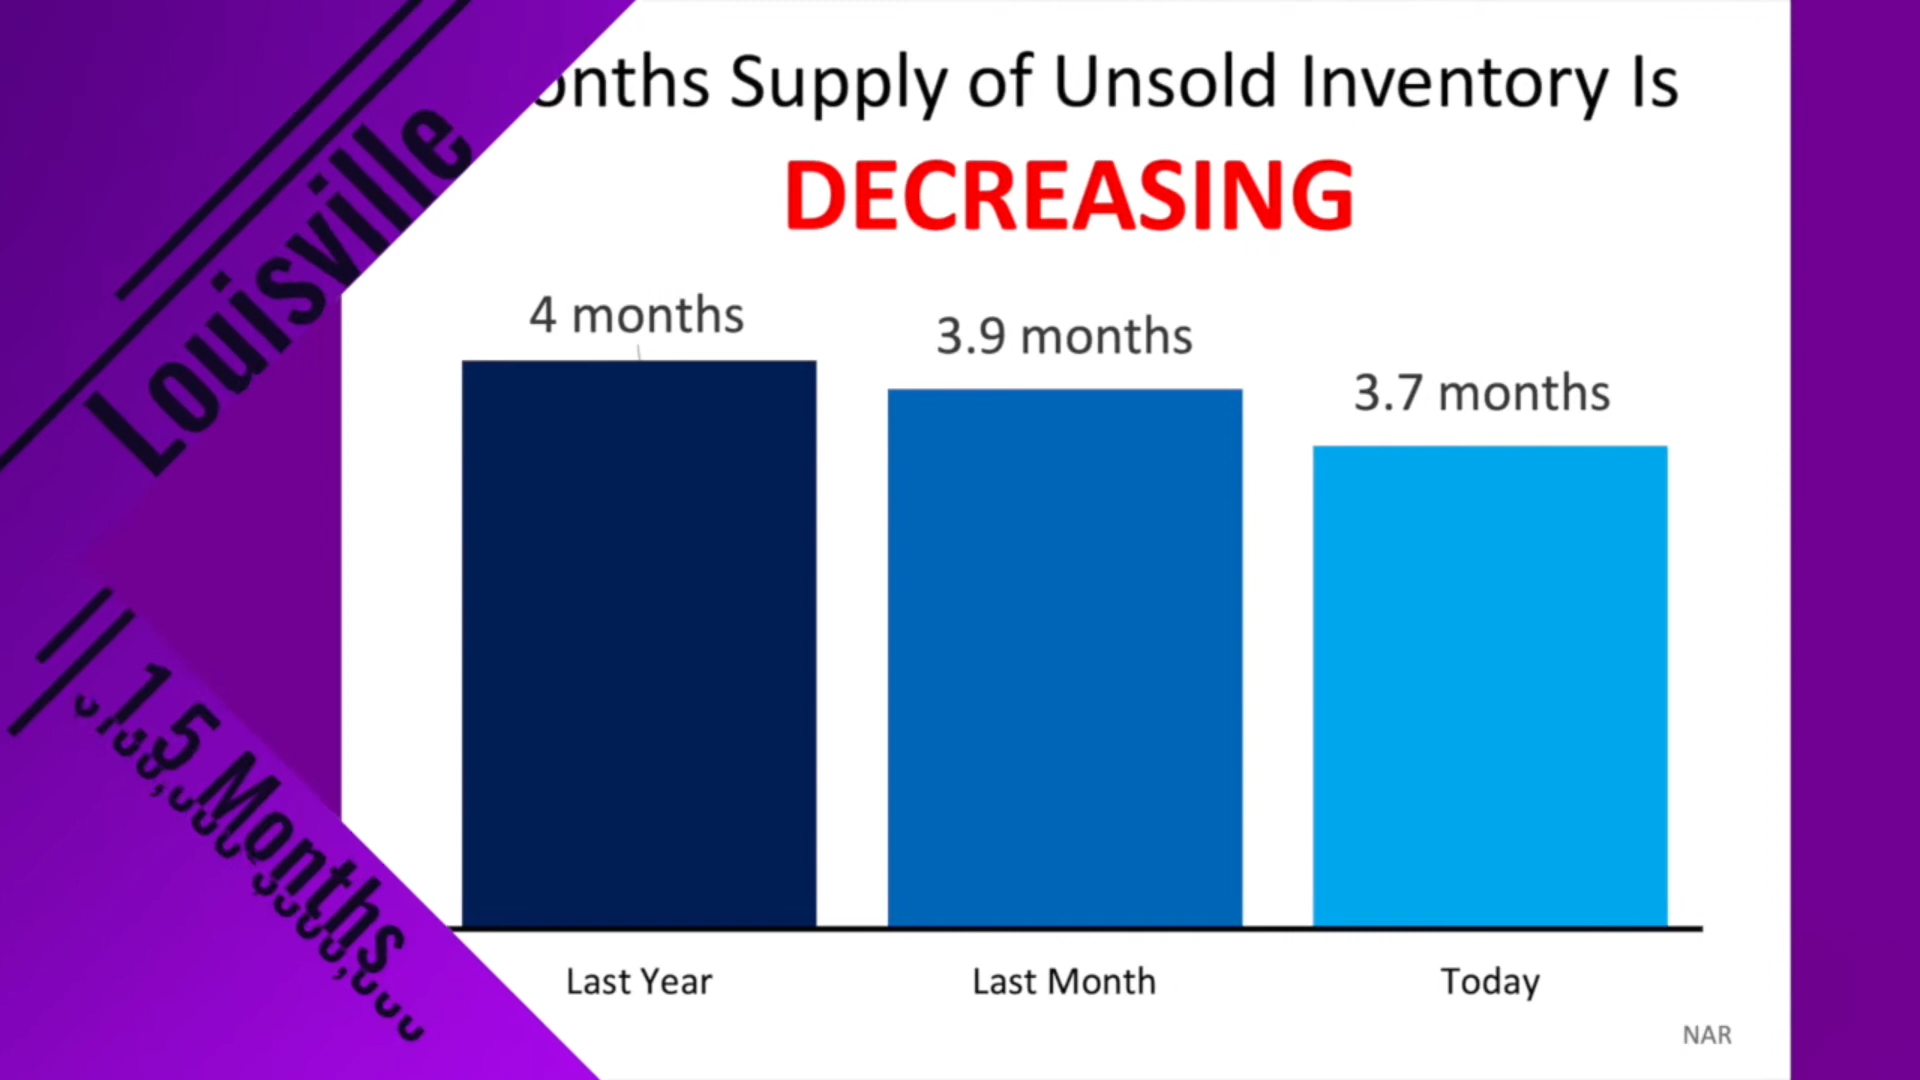 Louisville
1.5 Months
onths Supply of Unsold Inventory Is
DECREASING
4 months
3.9 months
3.7 months
Last Year
Last Month
Today
NAR